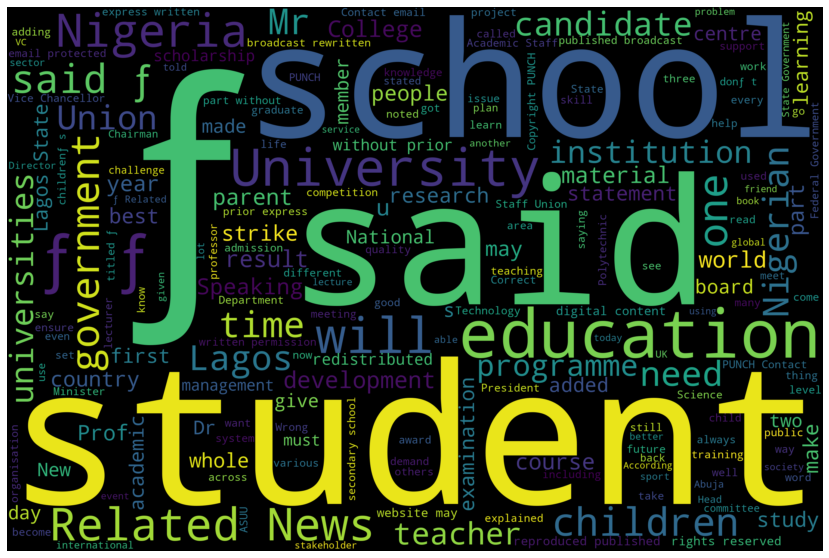 express written
Contact email
project
problem
adding
VC
Nigeria
Mr
College
called
Academic Staff
candidate
published broadcast
centre
support
email protected
sector
scholarship
broadcast rewritten
school
learning
State Government
told
PUNCH
knowledge
stated
three
work
said ƒ
Vice Chancellor
part without
graduate
member
people
noted
got
plan
issue
State
skill
Copyright PUNCH
donƒ t
every
go
Union
Chairman
made
service
learn
another
without prior
help
Lagos State
Director
childrenƒ s
ƒ
life
University
institution
Federal Government
government
challenge
ƒ Related
year
competition
parent
research
material
statement
one
Nigerian
used
friend
book
part
titled ƒ
best
prior express
u
Staff Union
area
saying
Polytechnic
read
universities
ƒ
ƒ
lot
strike
admission
National
said
may
see
world
global
given
professor
result
different
quality
teaching
board
meet
many
know
Speaking
lecture
Correct
come
say
even
lecturer
time
Department
good
s
Technology
digital content
using
ensure
written permission
meeting
able
will
education
today
set
first
Lagos
now
redistributed
UK
PUNCH Contact
thing
use
Minister
country
management
development
programme
need
level
President
added
Science
want
Wrong
give
student
child
public
Prof
Dr
system
must
secondary school
award
examination
still
better
always
two
way
organisation
New
academic
whole
various
demand
others
course
future
back
According
training
make
society
across
including
sport
well
word
day
event
ASUU
website may
explained
take
Abuja
Head
committee
study
Related News
become
international
teacher
stakeholder
children
reproduced published
rights reserved